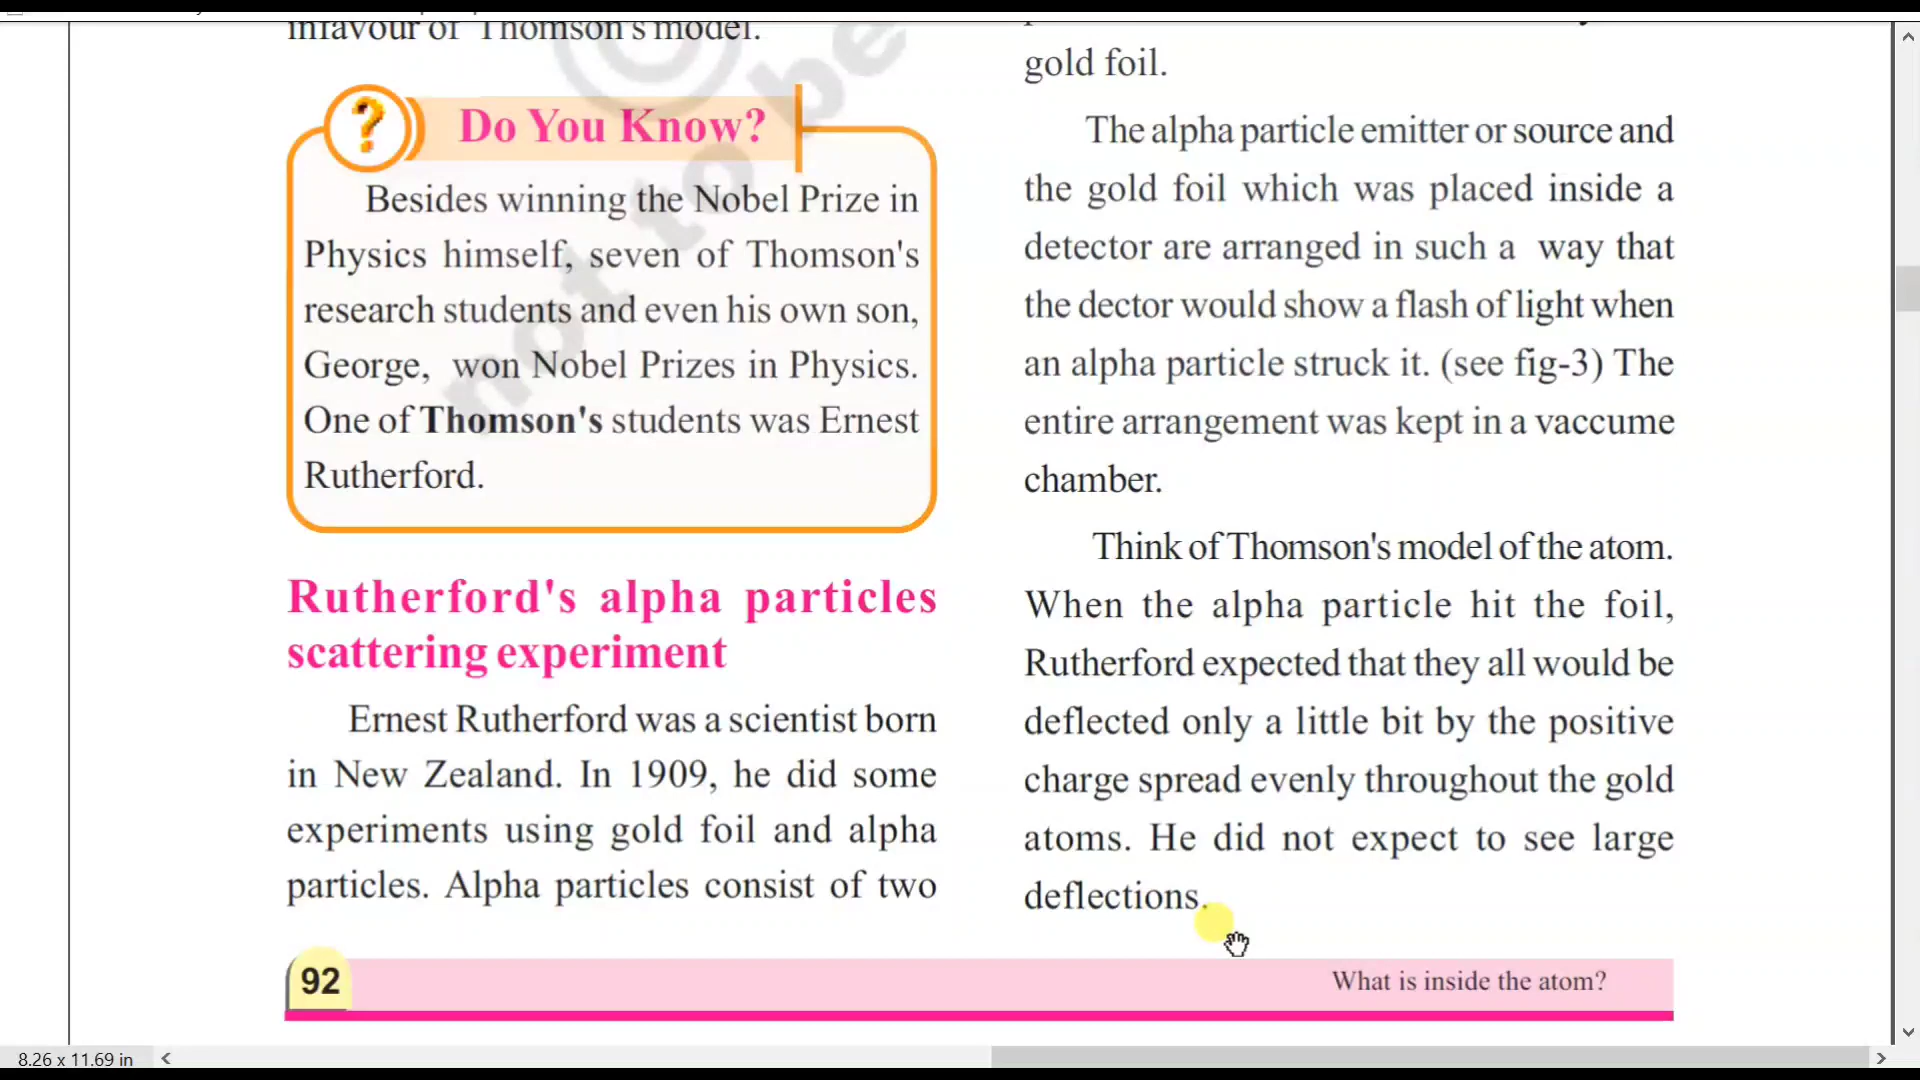 infavour of Thomson's model.
Do You Know?
Besides winning the Nobel Prize in
Physics himself, seven of Thomson's
research students and even his own son,
George, won Nobel Prizes in Physics.
One of Thomson's students was Ernest
Rutherford.
Rutherford's alpha particles
scattering experiment
Ernest Rutherford was a scientist born
in New Zealand. In 1909, he did some
experiments using gold foil and alpha
particles. Alpha particles consist of two
gold foil.
The alpha particle emitter or source and
the gold foil which was placed inside a
detector are arranged in such a way that
the dector would show a flash of light when
an alpha particle struck it. (see fig-3) The
entire arrangement was kept in a vaccume
chamber.
Think of Thomson's model of the atom.
When the alpha particle hit the foil,
Rutherford expected that they all would be
deflected only a little bit by the positive
charge spread evenly throughout the gold
atoms. He did not expect to see large
deflections.
not to be
92
What is inside the atom?
8.26 x 11.69 in